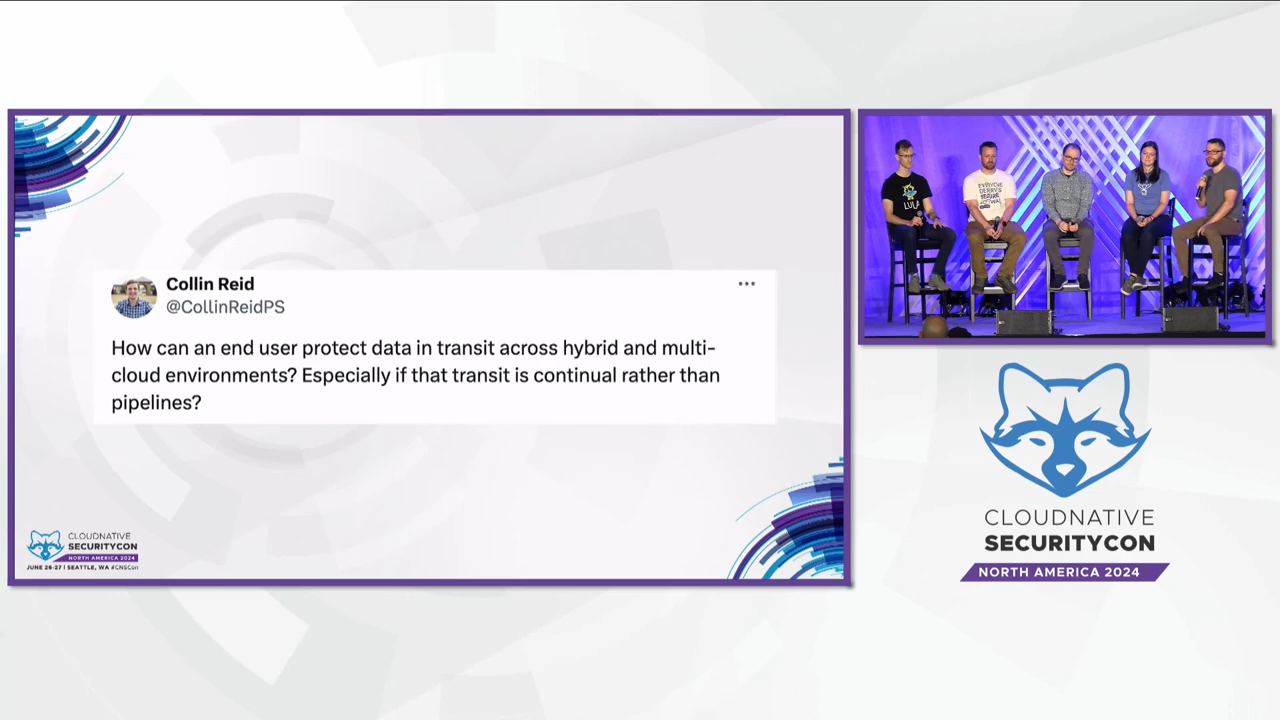 Collin Reid
@CollinReidPS
How can an end user protect data in transit across hybrid and multi-
cloud environments? Especially if that transit is continual rather than
pipelines?
CLOUDNATIVE
SECURITYCON
NORTH AMERICA 2024
JUNE 26-27 | SEATTLE, WA #CNSCon
LULA
CLOUDNATIVE
SECURITYCON
NORTH AMERICA 2024